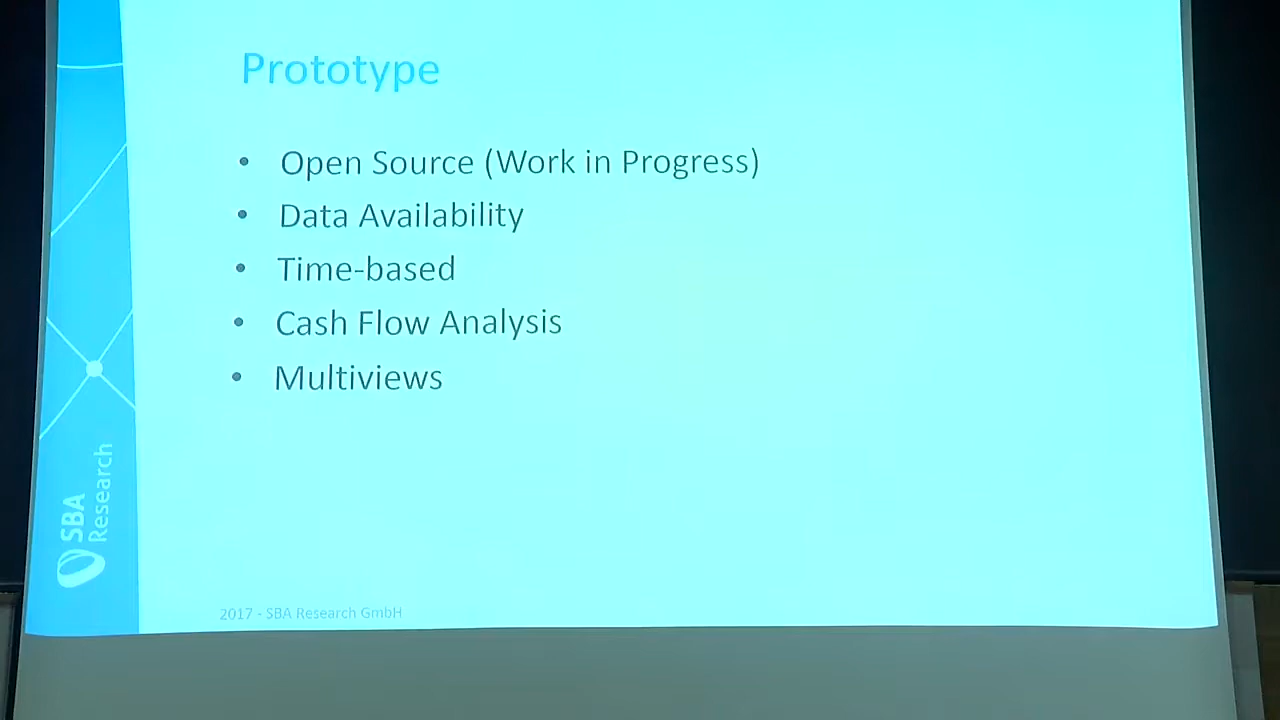 Prototype
• Open Source (Work in Progress)
• Data Availability
• Time-based
• Cash Flow Analysis
• Multiviews
SBA
Research
2017 - SBA Research GmbH